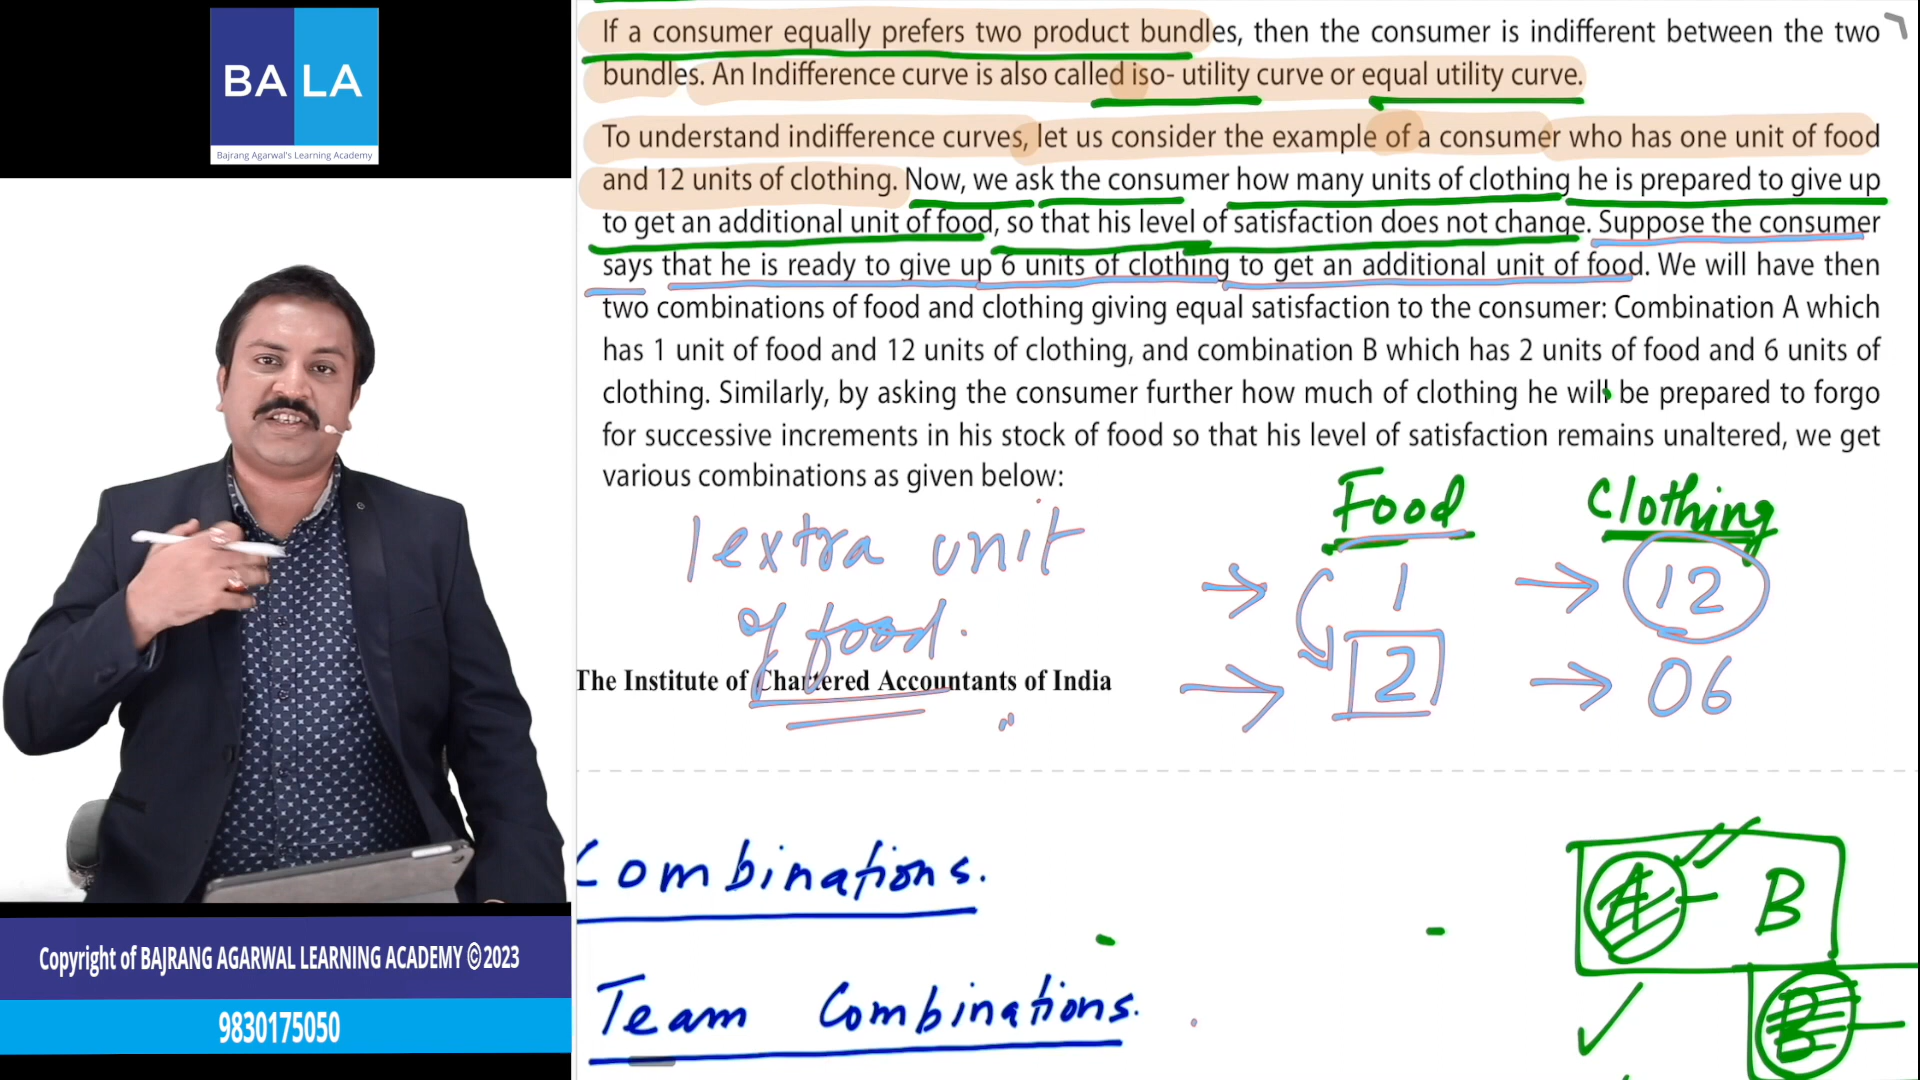 BA LA
Bajrang Agarwal's Learning Academy
If a consumer equally prefers two product bundles, then the consumer is indifferent between the two
bundles. An Indifference curve is also called iso- utility curve or equal utility curve.
To understand indifference curves, let us consider the example of a consumer who has one unit of food
and 12 units of clothing. Now, we ask the consumer how many units of clothing he is prepared to give up
to get an additional unit of food, so that his level of satisfaction does not change. Suppose the consumer
says that he is ready to give up 6 units of clothing to get an additional unit of food. We will have then
two combinations of food and clothing giving equal satisfaction to the consumer: Combination A which
has 1 unit of food and 12 units of clothing, and combination B which has 2 units of food and 6 units of
clothing. Similarly, by asking the consumer further how much of clothing he will be prepared to forgo
for successive increments in his stock of food so that his level of satisfaction remains unaltered, we get
various combinations as given below:
Food Clothing
1 extra unit
of food.
→ 1 → 12
→ 2 → 06
The Institute of Chartered Accountants of India
Combinations.
A B
Team Combinations.
B
Copyright of BAJRANG AGARWAL LEARNING ACADEMY ©2023
9830175050